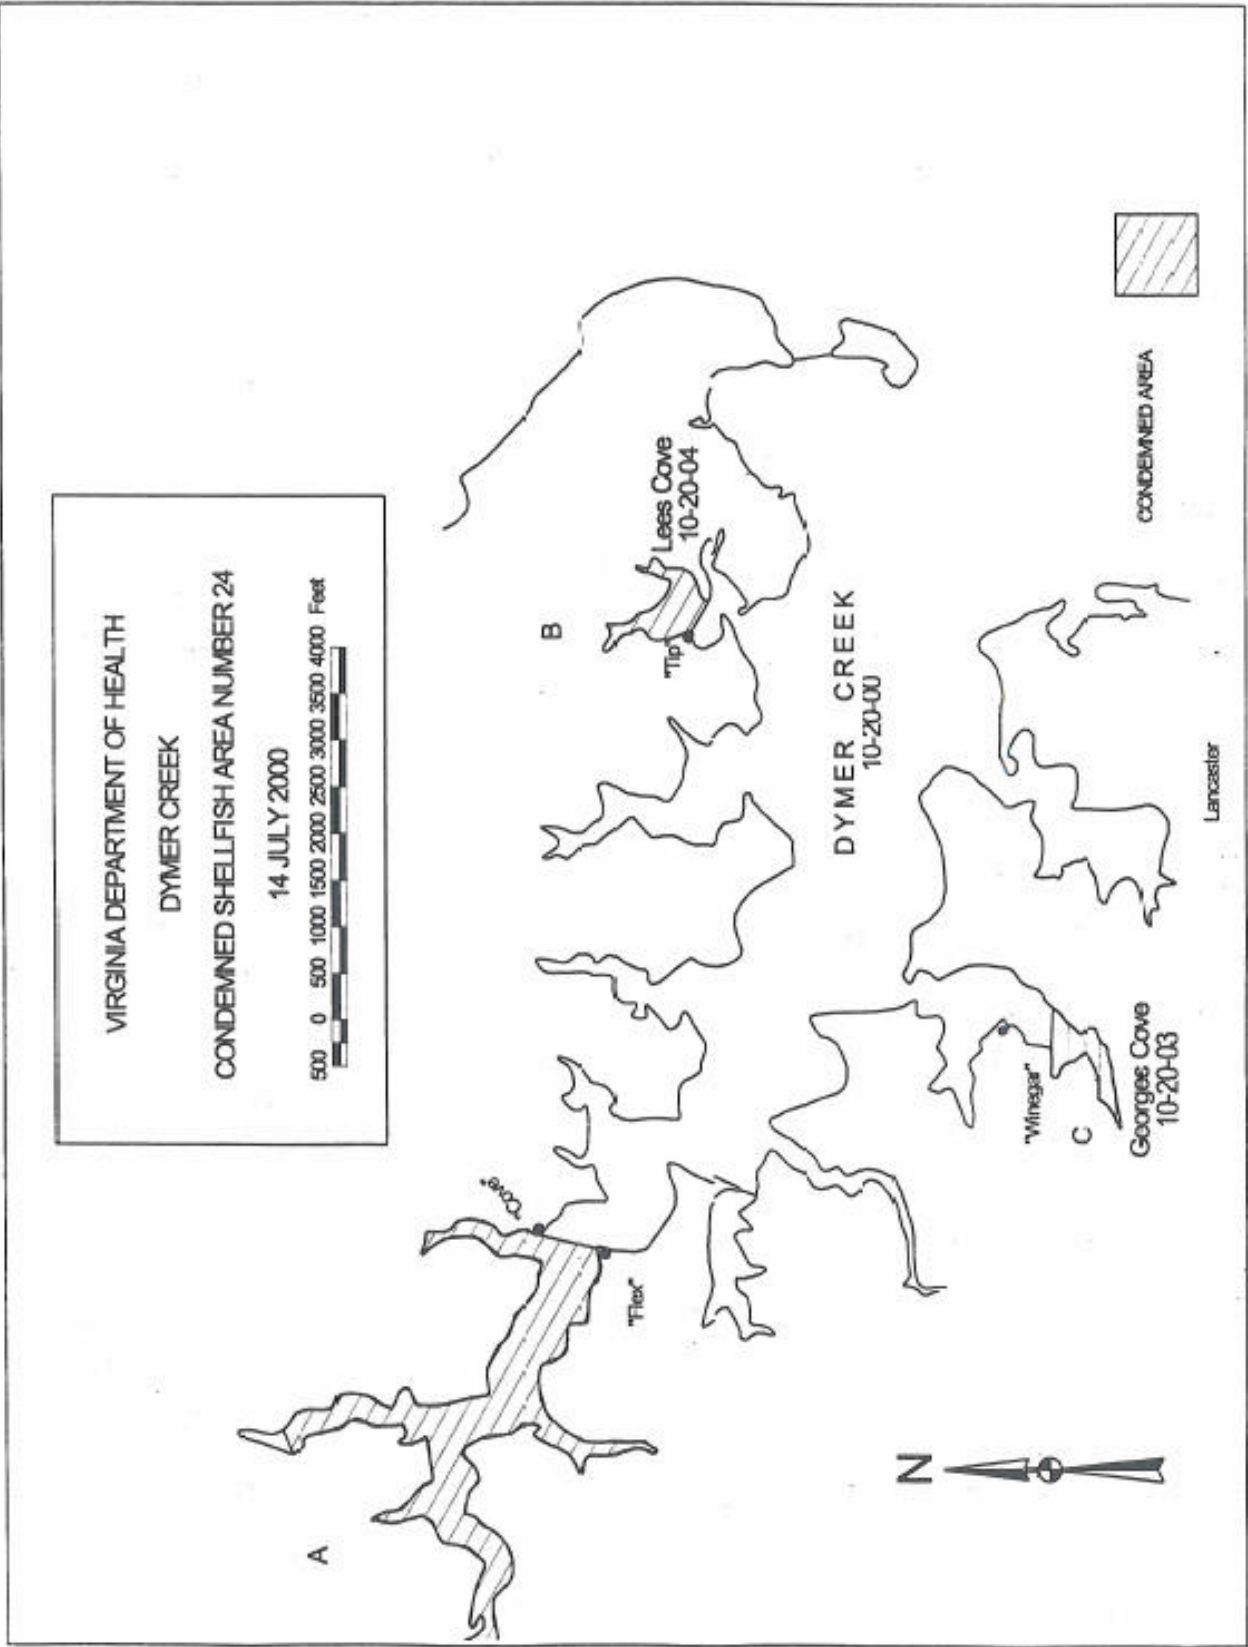 VIRGINIA DEPARTMENT OF HEALTH
DYMER CREEK
CONDEMNED SHELLFISH AREA NUMBER 24
14 JULY 2000
500 0 500 1000 1500 2000 2500 3000 3500 4000 Feet
A
"Cove"
"Flex"
B
"Tip"
Lees Cove
10-20-04
DYMER CREEK
10-20-00
"Winegar"
C
Georges Cove
10-20-03
N
Lancaster
CONDEMNED AREA